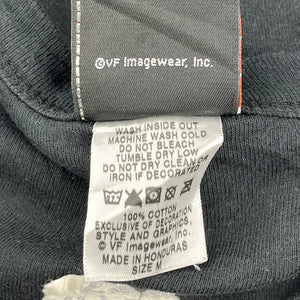 ©VF Imagewear, Inc.
WASH INSIDE OUT
MACHINE WASH COLD
DO NOT BLEACH
TUMBLE DRY LOW
DO NOT DRY CLEAN OR
IRON IF DECORATED
100% COTTON
EXCLUSIVE OF DECORATION
STYLE AND GRAPHICS,
© VF Imagewear, Inc.
MADE IN HONDURAS
SIZE M